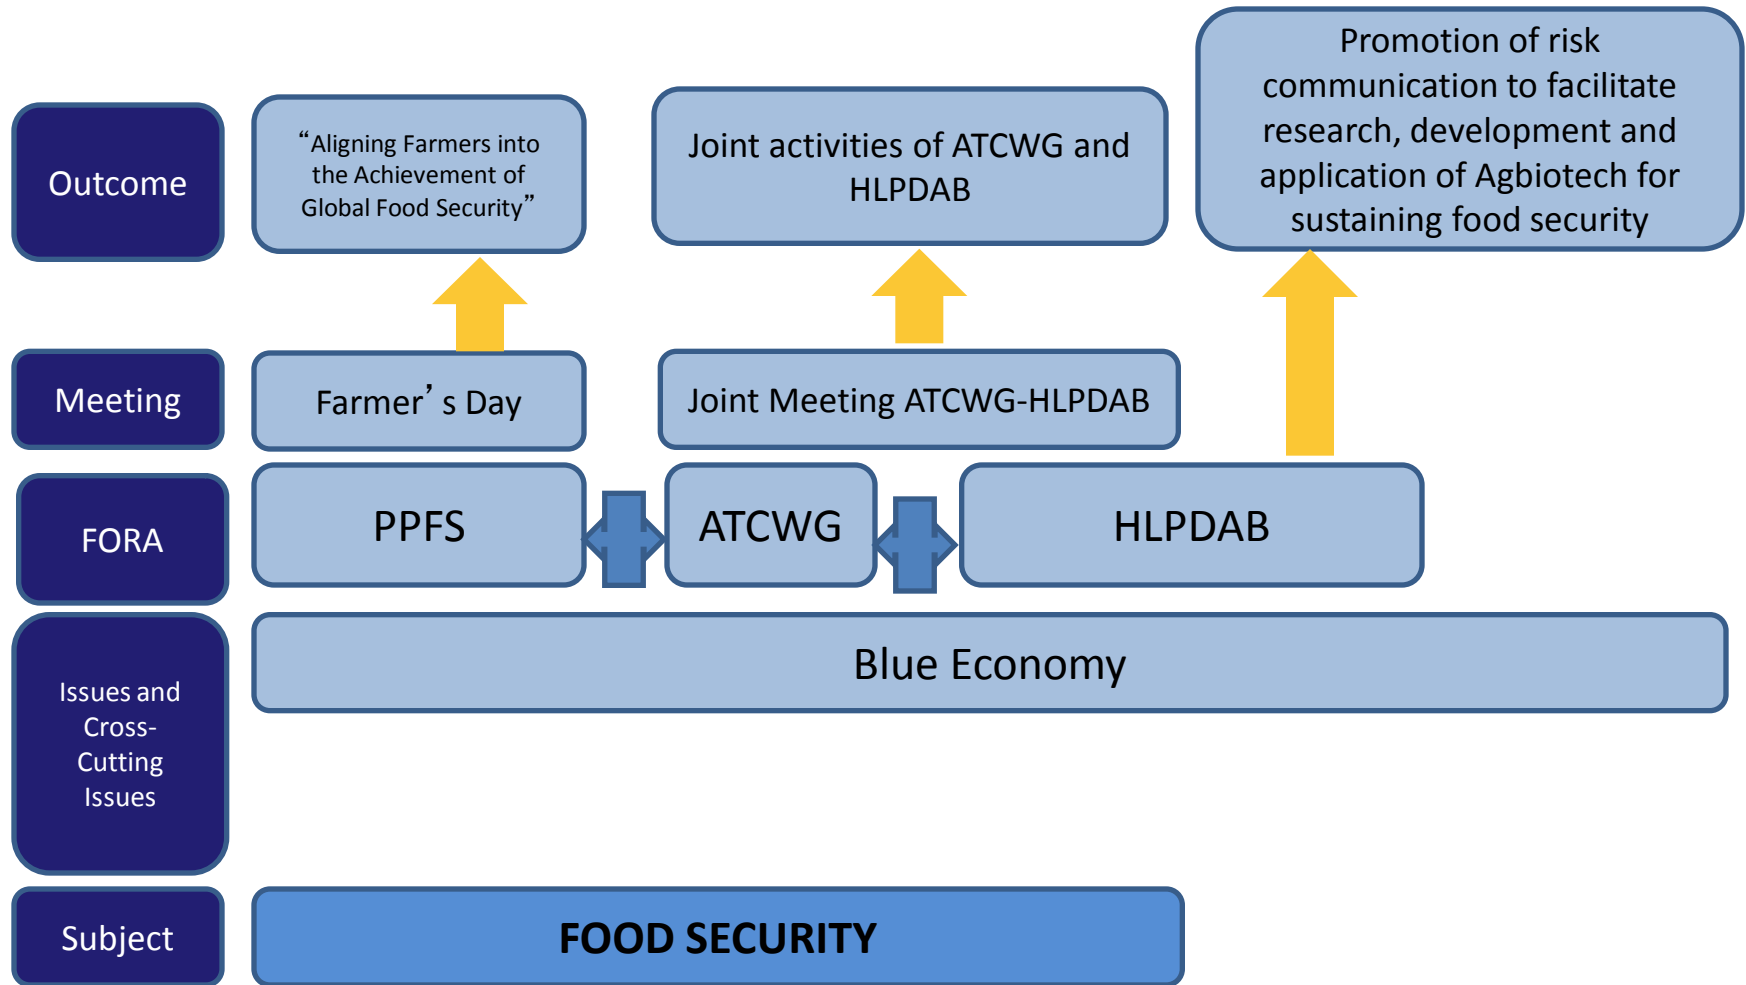 Outcome
“Aligning Farmers into
the Achievement of
Global Food Security”
Joint activities of ATCWG and
HLPDAB
Promotion of risk
communication to facilitate
research, development and
application of Agbiotech for
sustaining food security
Meeting
Farmer’s Day
Joint Meeting ATCWG-HLPDAB
FORA
PPFS
ATCWG
HLPDAB
Issues and
Cross-
Cutting
Issues
Blue Economy
Subject
FOOD SECURITY